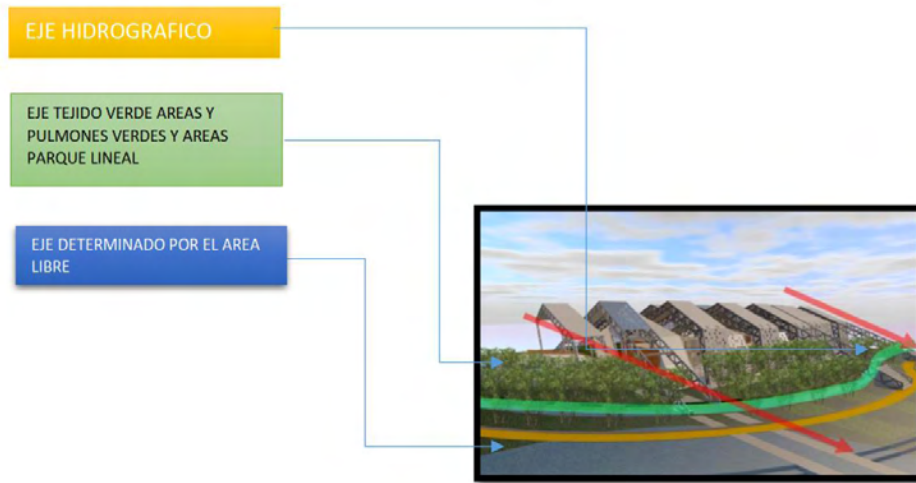 EJE HIDROGRAFICO
EJE TEJIDO VERDE AREAS Y
PULMONES VERDES Y AREAS
PARQUE LINEAL
EJE DETERMINADO POR EL AREA
LIBRE